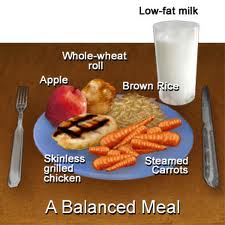 Low-fat milk
Whole-wheat
roll
Apple
Brown Rice
Skinless
grilled
chicken
Steamed
Carrots
A Balanced Meal